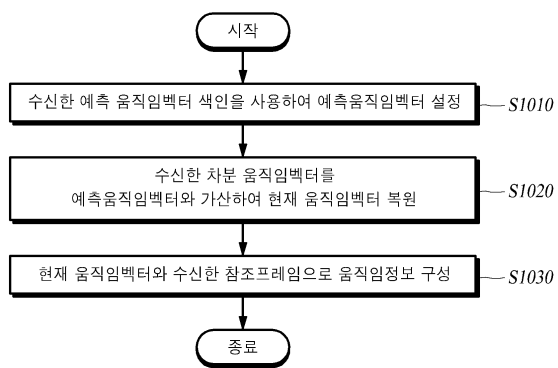 시작
수신한 예측 움직임벡터 색인을 사용하여 예측움직임벡터 설정
S1010
수신한 차분 움직임벡터를
예측움직임벡터와 가산하여 현재 움직임벡터 복원
S1020
현재 움직임벡터와 수신한 참조프레임으로 움직임정보 구성
S1030
종료